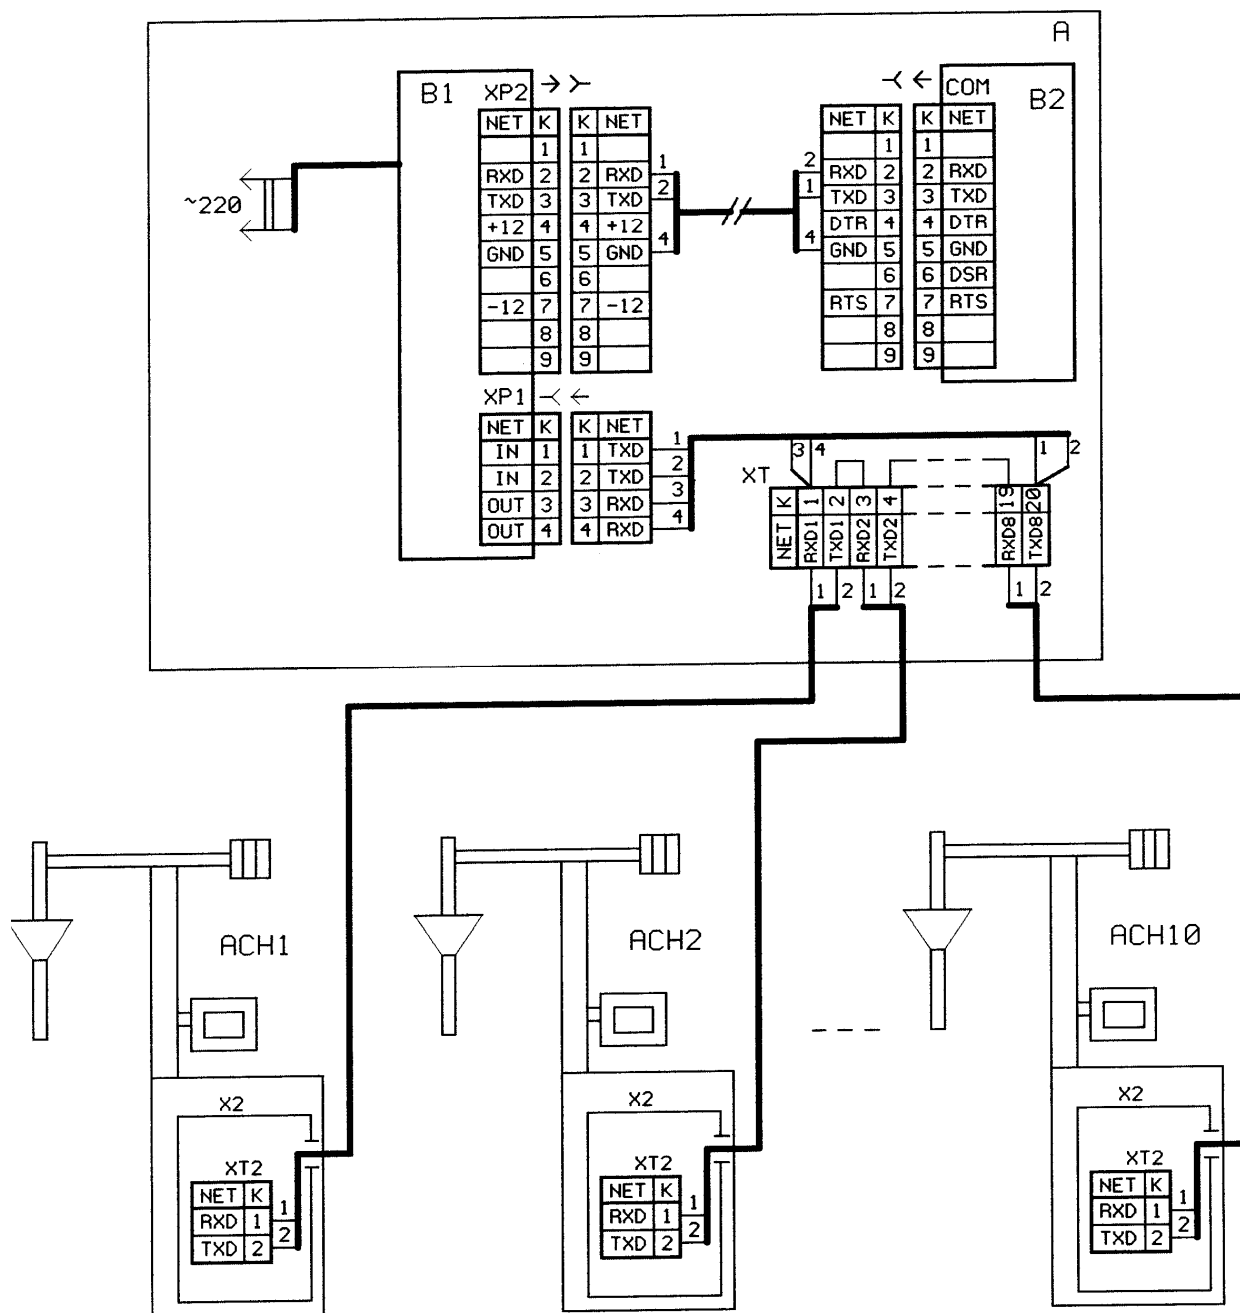 A
B1
XP2
COM
B2
NET K K NET
1 1
RXD 2 2 RXD 1
TXD 3 3 TXD 2
+12 4 4 +12
GND 5 5 GND 4
6 6
-12 7 7 -12
8 8
9 9
NET K K NET
1 1
2 RXD 2 2 RXD
1 TXD 3 3 TXD
DTR 4 4 DTR
4 GND 5 5 GND
6 6 DSR
RTS 7 7 RTS
8 8
9 9
~220
XP1
NET K K NET
IN 1 1 TXD 1
IN 2 2 TXD 2
OUT 3 3 RXD 3
OUT 4 4 RXD 4
3 4
1 2
XT
K 1 2 3 4 19 20
NET RXD1 TXD1 RXD2 TXD2 RXD8 TXD8
1 2 1 2 1 2
ACH1
ACH2
ACH10
X2
XT2
NET K
RXD 1 1
TXD 2 2
X2
XT2
NET K
RXD 1 1
TXD 2 2
X2
XT2
NET K
RXD 1 1
TXD 2 2